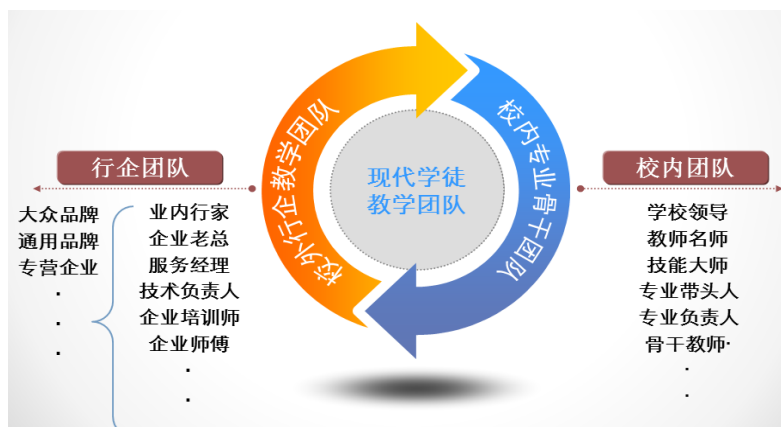 校外行企教学团队
校内专业骨干团队
现代学徒
教学团队
行企团队
大众品牌
通用品牌
专营企业
·
·
·
业内行家
企业老总
服务经理
技术负责人
企业培训师
企业师傅
·
·
校内团队
学校领导
教师名师
技能大师
专业带头人
专业负责人
骨干教师·
·
·